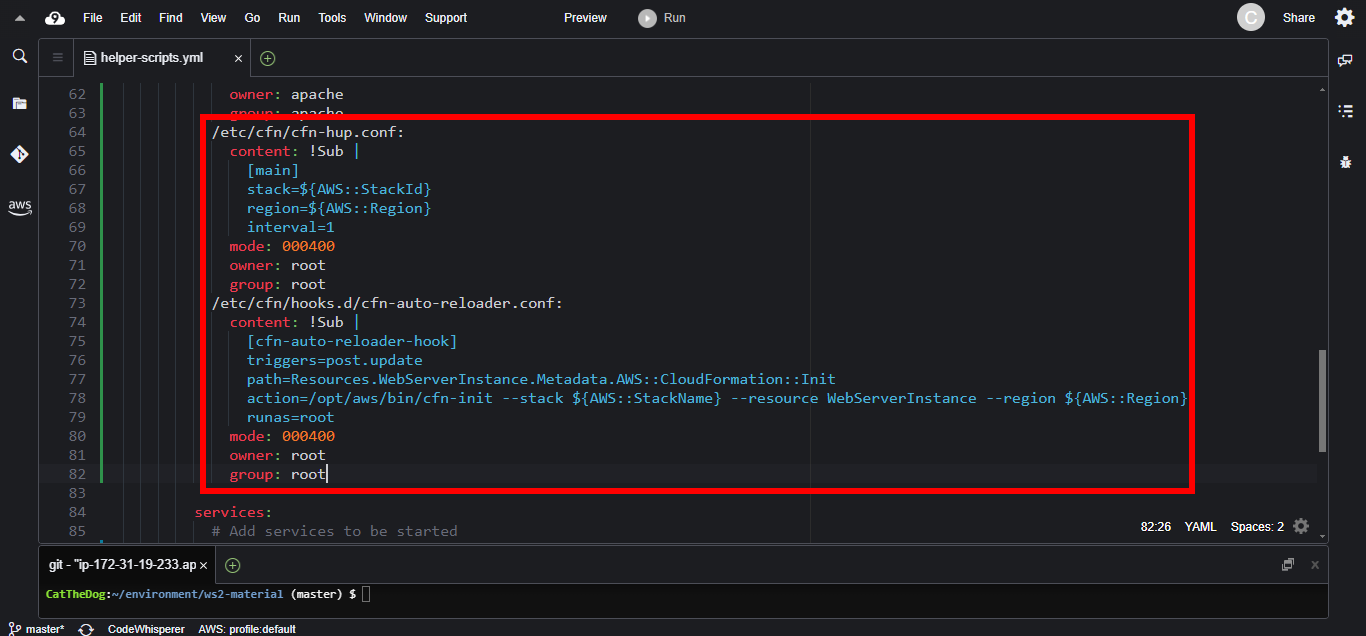 File Edit Find View Go Run Tools Window Support Preview Run C Share
helper-scripts.yml
62 owner: apache
63 group: apache
64 /etc/cfn/cfn-hup.conf:
65 content: !Sub |
66 [main]
67 stack=${AWS::StackId}
68 region=${AWS::Region}
69 interval=1
70 mode: 000400
71 owner: root
72 group: root
73 /etc/cfn/hooks.d/cfn-auto-reloader.conf:
74 content: !Sub |
75 [cfn-auto-reloader-hook]
76 triggers=post.update
77 path=Resources.WebServerInstance.Metadata.AWS::CloudFormation::Init
78 action=/opt/aws/bin/cfn-init --stack ${AWS::StackName} --resource WebServerInstance --region ${AWS::Region}
79 runas=root
80 mode: 000400
81 owner: root
82 group: root
83
84 services:
85 # Add services to be started
aws
82:26 YAML Spaces: 2
git - "ip-172-31-19-233.ap
CatTheDog:~/environment/ws2-material (master) $
master* CodeWhisperer AWS: profile:default